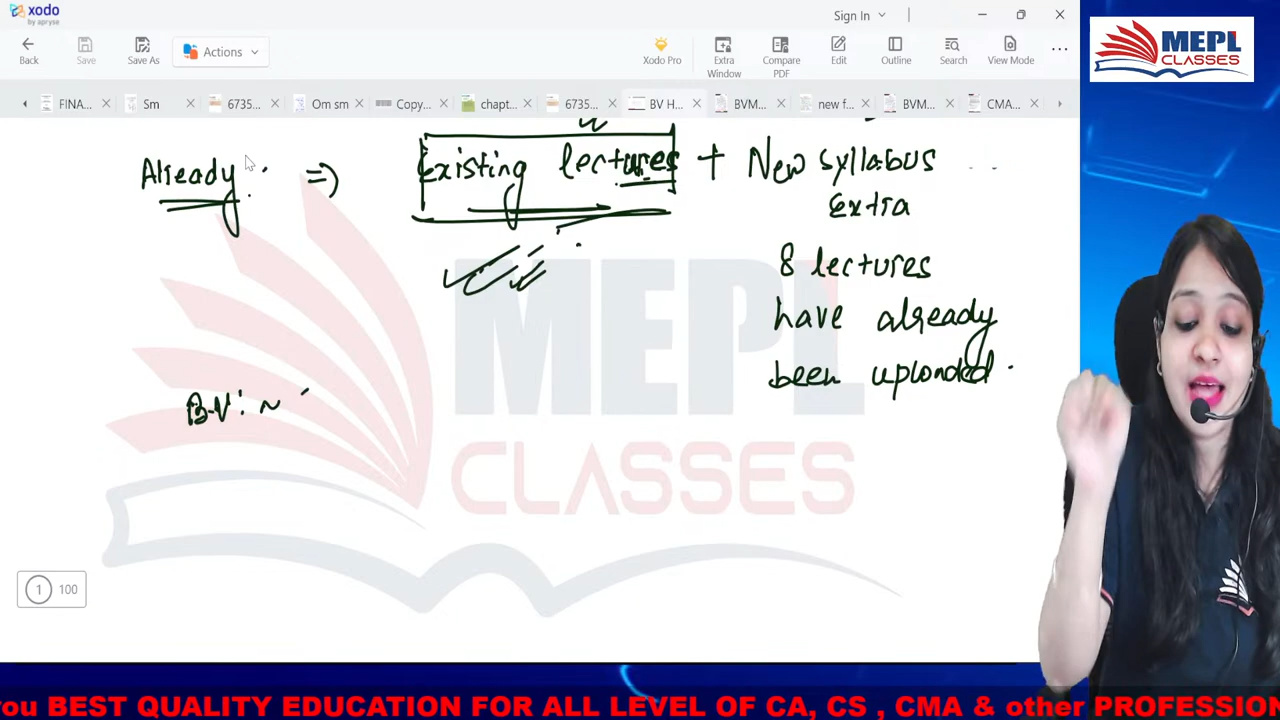 xodo
by apryse
Sign In
Back
Save
Save As
Actions
Xodo Pro
Extra Window
Compare PDF
Edit
Outline
Search
View Mode
MEPL
CLASSES
FINA...
Sm
6735...
Om sm
Copy...
chapt...
6735...
BV H...
BVM...
new f...
BVM...
CMA...
Already ⇒ Existing lectures + New syllabus
Extra
8 lectures
have already
been uploaded.
B.V: ~
MEPL
CLASSES
1 100
you BEST QUALITY EDUCATION FOR ALL LEVEL OF CA, CS , CMA & other PROFESSION